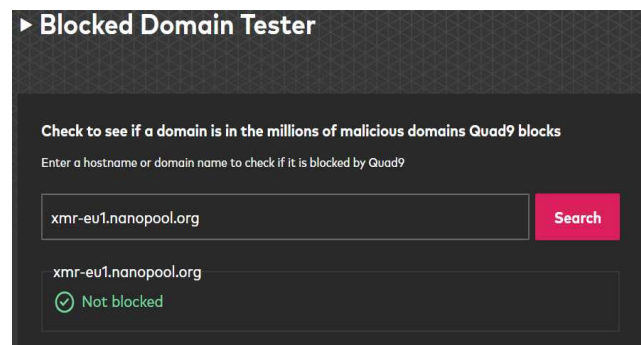 Blocked Domain Tester
Check to see if a domain is in the millions of malicious domains Quad9 blocks
Enter a hostname or domain name to check if it is blocked by Quad9
xmr-eu1.nanopool.org
Search
xmr-eu1.nanopool.org
Not blocked